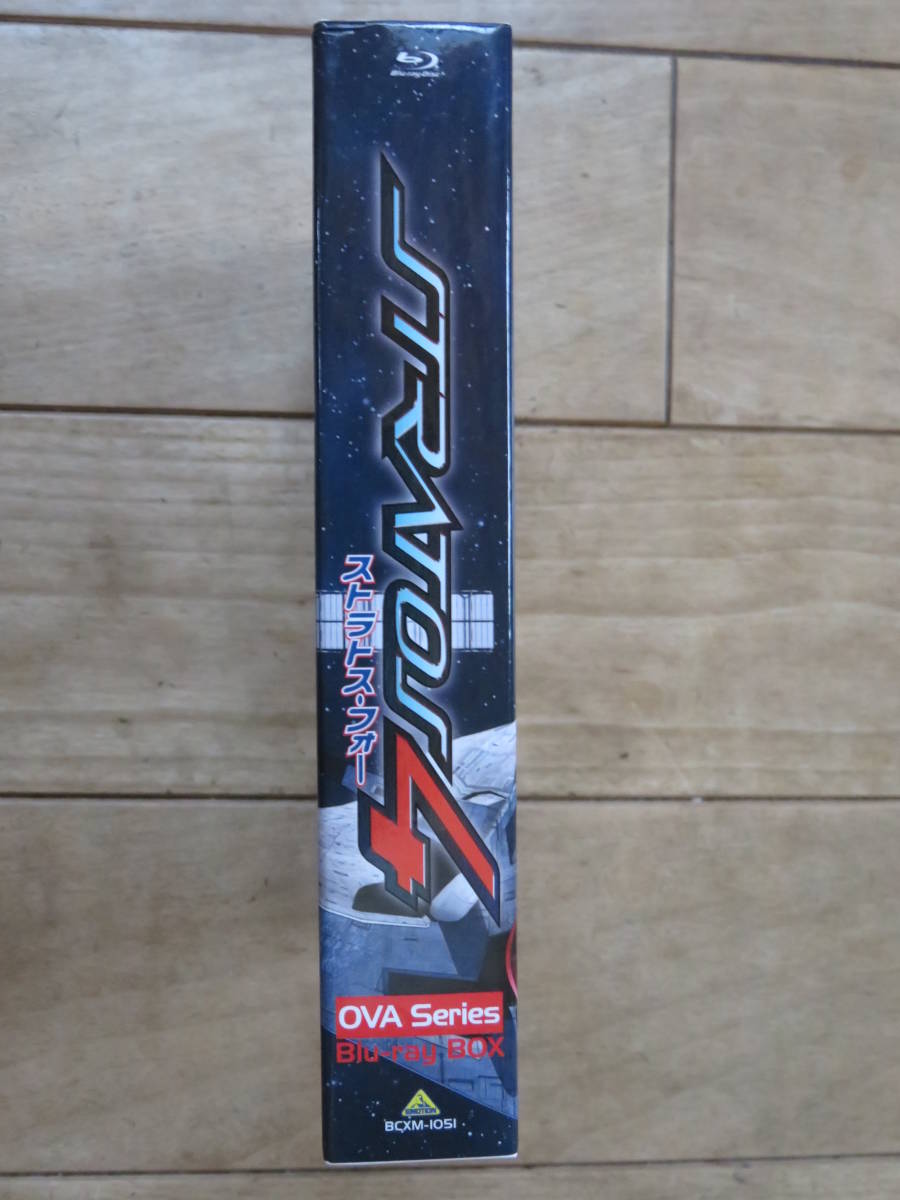 Blu-ray Disc
STRATOS 4
ストラトス・フォー
OVA Series
Blu-ray BOX
BCXM-1051